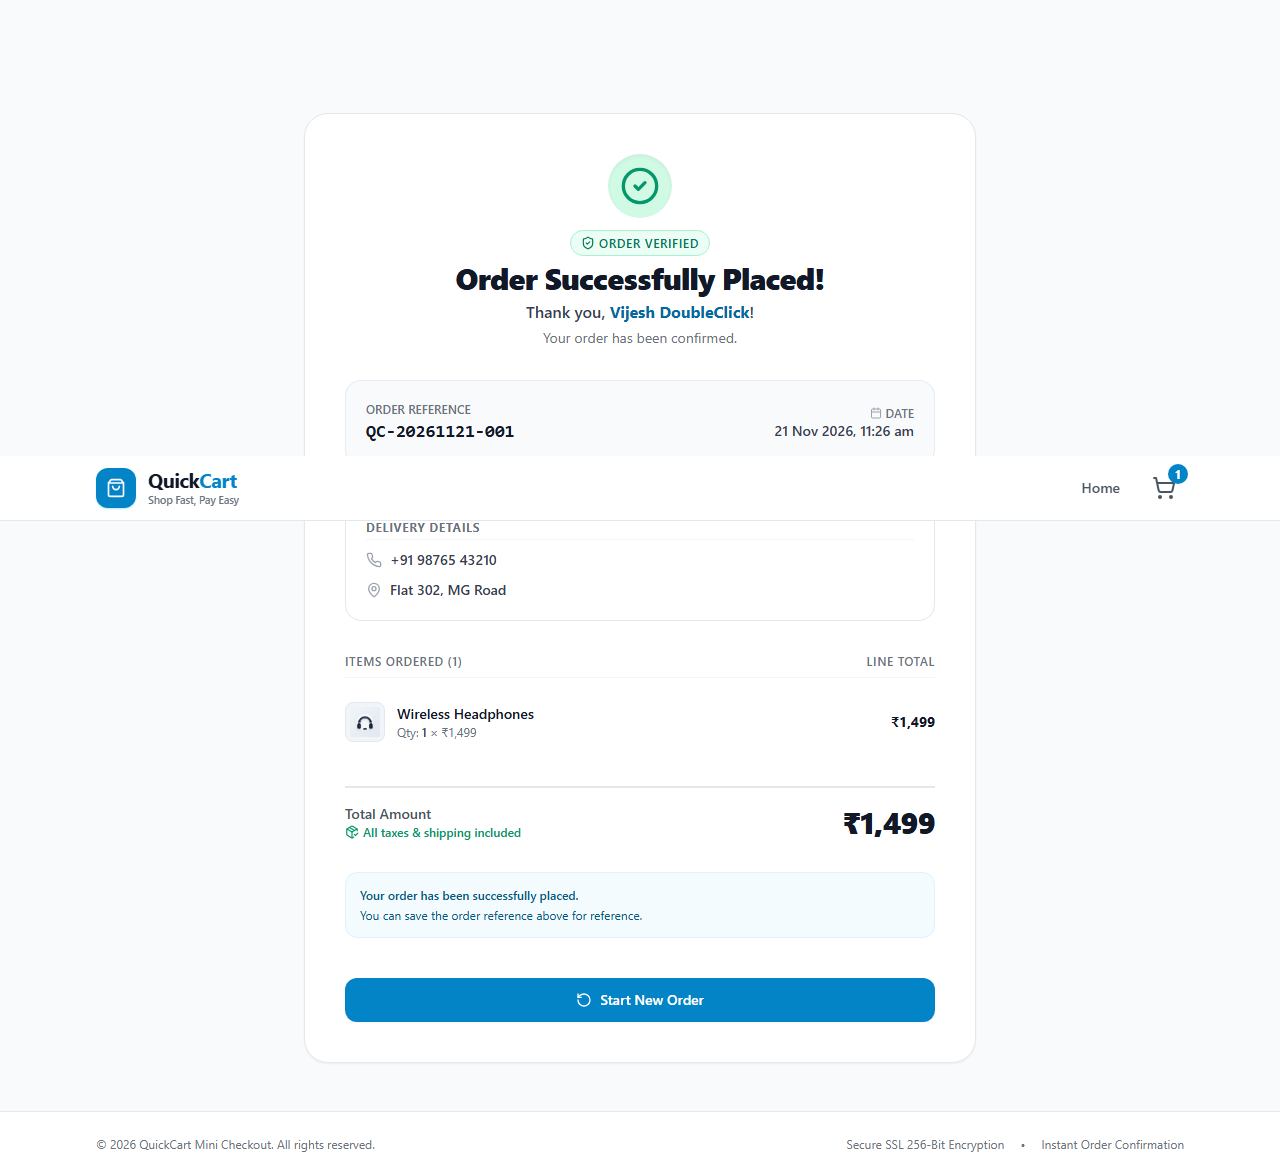 ORDER VERIFIED
Order Successfully Placed!
Thank you, Vijesh DoubleClick!
Your order has been confirmed.
ORDER REFERENCE
QC-20261121-001
DATE
21 Nov 2026, 11:26 am
QuickCart
Shop Fast, Pay Easy
Home
1
DELIVERY DETAILS
+91 98765 43210
Flat 302, MG Road
ITEMS ORDERED (1)
LINE TOTAL
Wireless Headphones
Qty: 1 × ₹1,499
₹1,499
Total Amount
All taxes & shipping included
₹1,499
Your order has been successfully placed.
You can save the order reference above for reference.
Start New Order
© 2026 QuickCart Mini Checkout. All rights reserved.
Secure SSL 256-Bit Encryption • Instant Order Confirmation